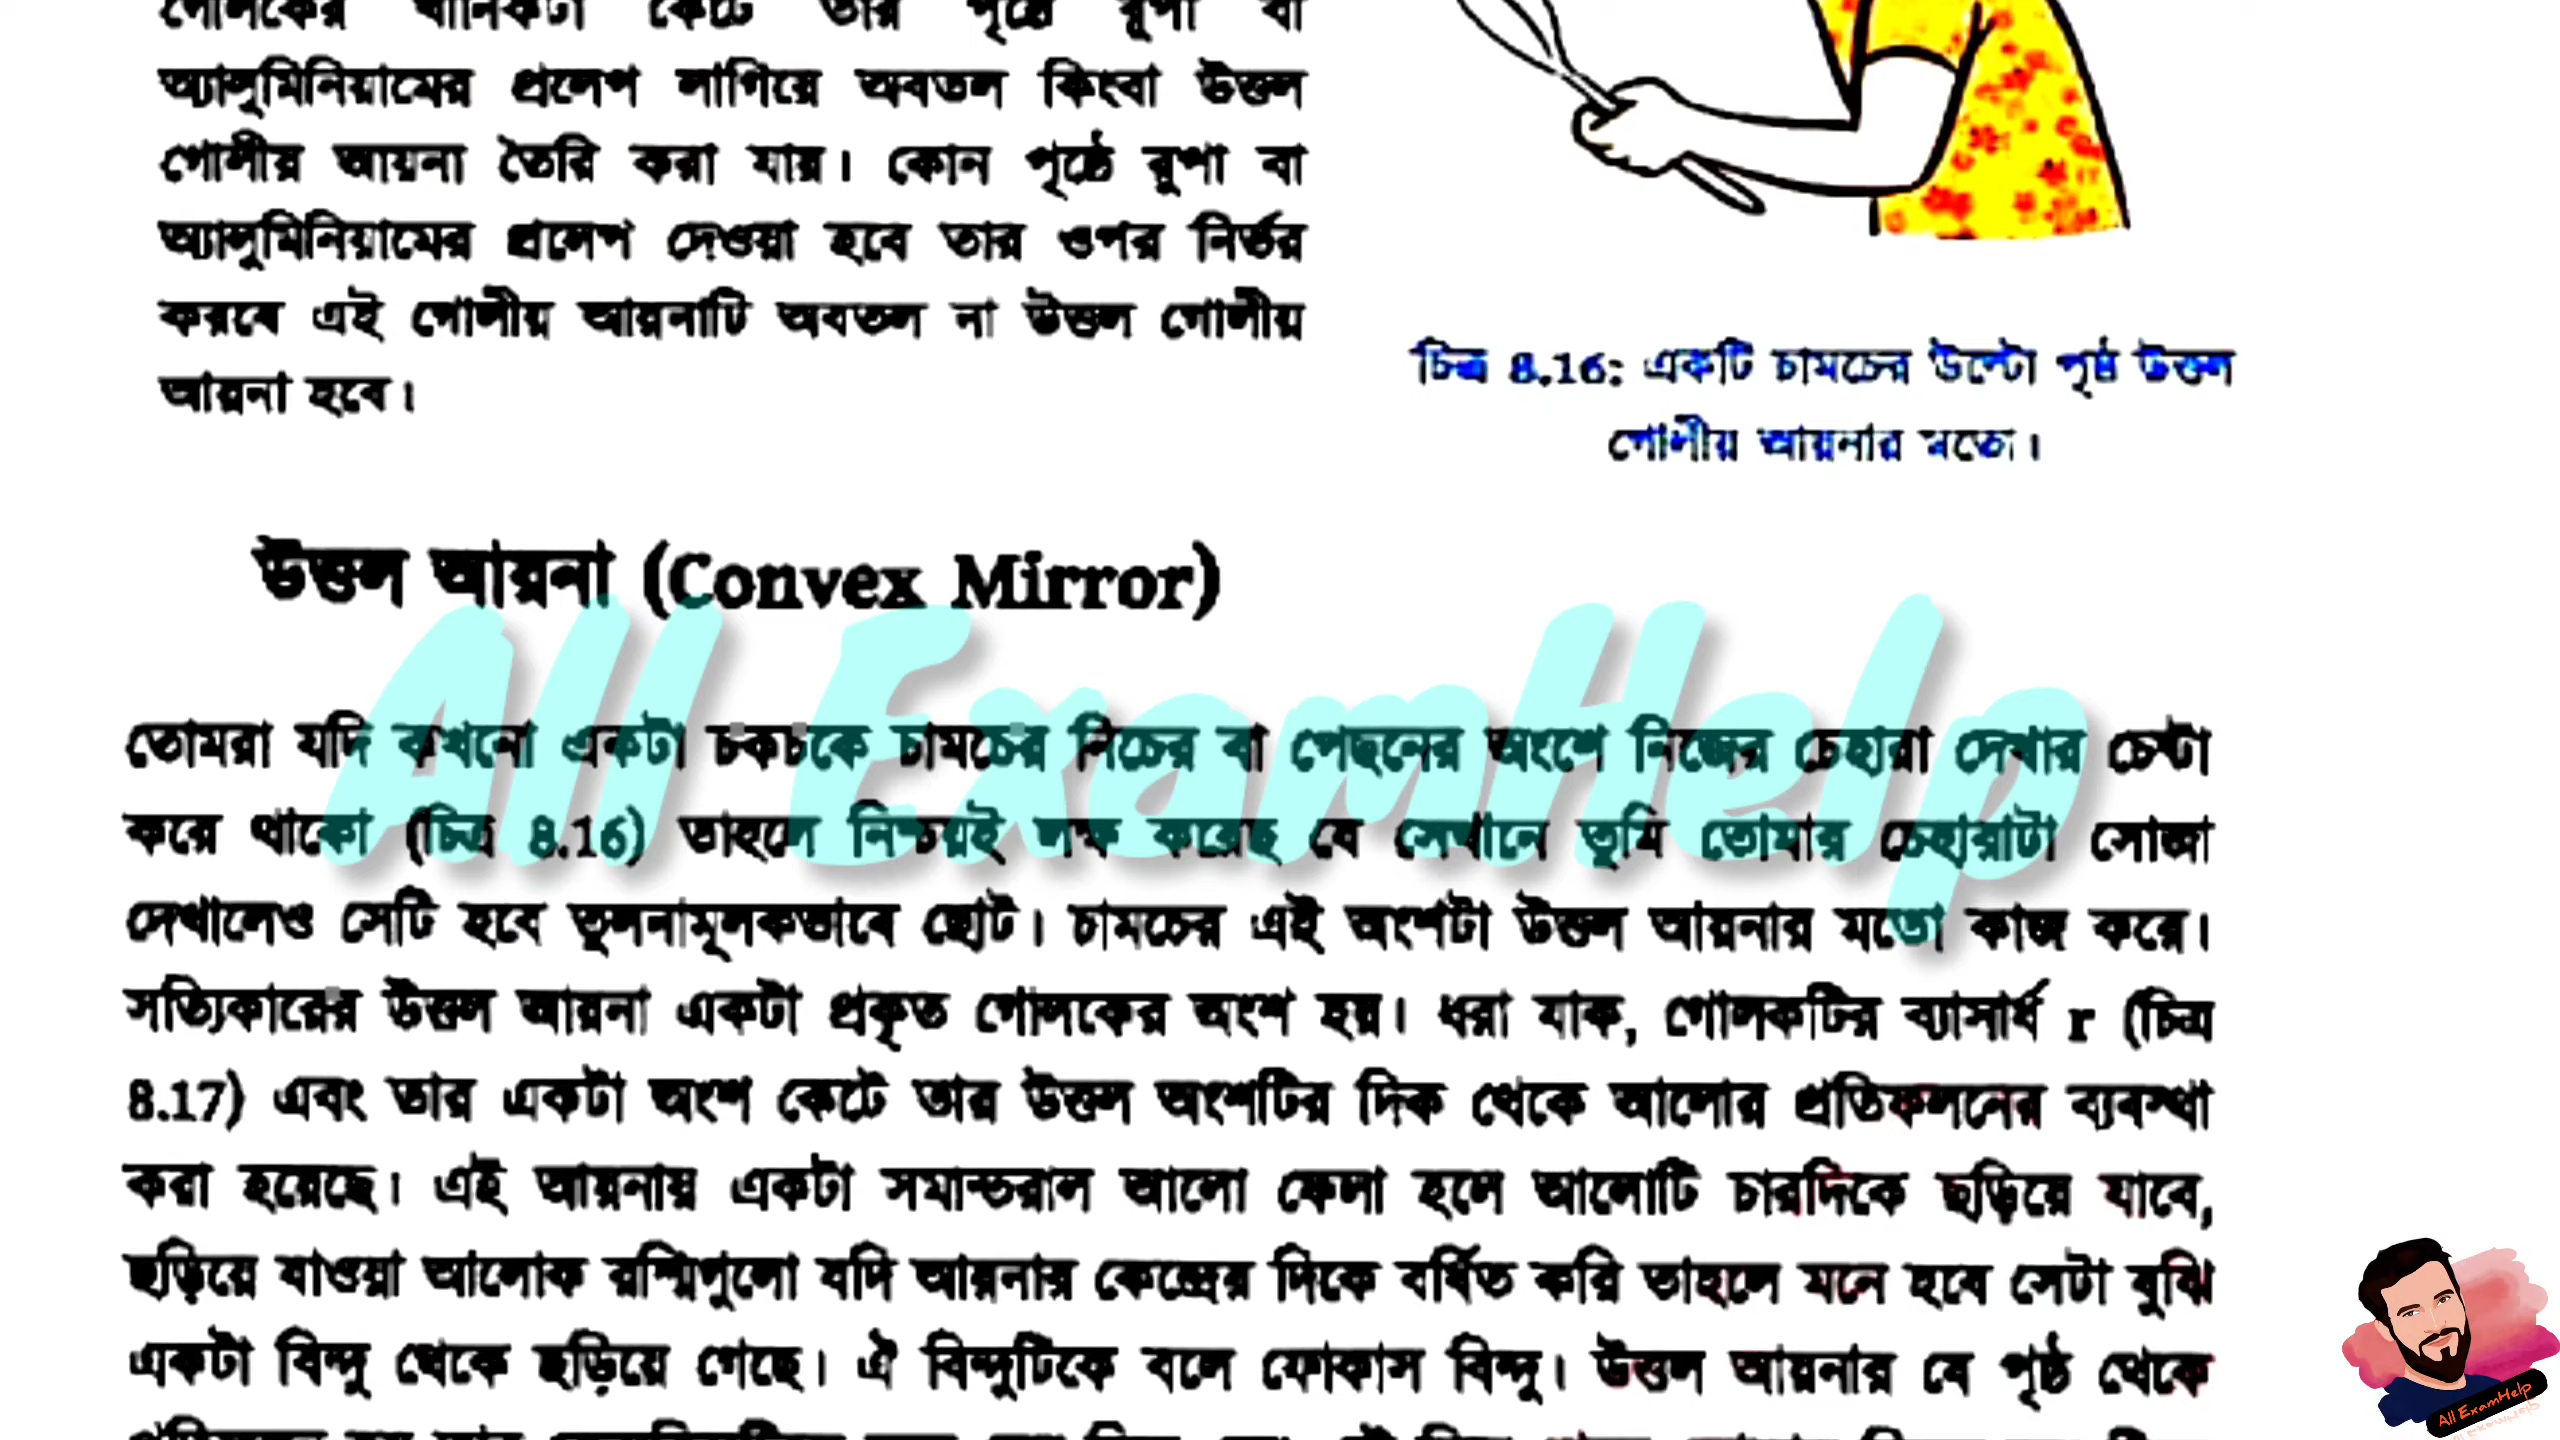 গোলকের খানিকটা কেটে তার পৃষ্ঠে রুপা বা
অ্যালুমিনিয়ামের প্রলেপ লাগিয়ে অবতল কিংবা উত্তল
গোলীয় আয়না তৈরি করা যায়। কোন পৃষ্ঠে রুপা বা
অ্যালুমিনিয়ামের প্রলেপ দেওয়া হবে তার ওপর নির্ভর
করবে এই গোলীয় আয়নাটি অবতল না উত্তল গোলীয়
আয়না হবে।
চিত্র 8.16: একটি চামচের উল্টো পৃষ্ঠ উত্তল
গোলীয় আয়নার মতো।
উত্তল আয়না (Convex Mirror)
All ExamHelp
তোমরা যদি কখনো একটা চকচকে চামচের নিচের বা পেছনের অংশে নিজের চেহারা দেখার চেষ্টা
করে থাকো (চিত্র 8.16) তাহলে নিশ্চয়ই লক্ষ করেছ যে সেখানে তুমি তোমার চেহারাটা সোজা
দেখালেও সেটি হবে তুলনামূলকভাবে ছোট। চামচের এই অংশটা উত্তল আয়নার মতো কাজ করে।
সত্যিকারের উত্তল আয়না একটা প্রকৃত গোলকের অংশ হয়। ধরা যাক, গোলকটির ব্যাসার্ধ r (চিত্র
8.17) এবং তার একটা অংশ কেটে তার উত্তল অংশটির দিক থেকে আলোর প্রতিফলনের ব্যবস্থা
করা হয়েছে। এই আয়নায় একটা সমান্তরাল আলো ফেলা হলে আলোটি চারদিকে ছড়িয়ে যাবে,
ছড়িয়ে যাওয়া আলোক রশ্মিগুলো যদি আয়নার কেন্দ্রের দিকে বর্ধিত করি তাহলে মনে হবে সেটা বুঝি
একটা বিন্দু থেকে ছড়িয়ে গেছে। ঐ বিন্দুটিকে বলে ফোকাস বিন্দু। উত্তল আয়নার যে পৃষ্ঠ থেকে
All ExamHelp